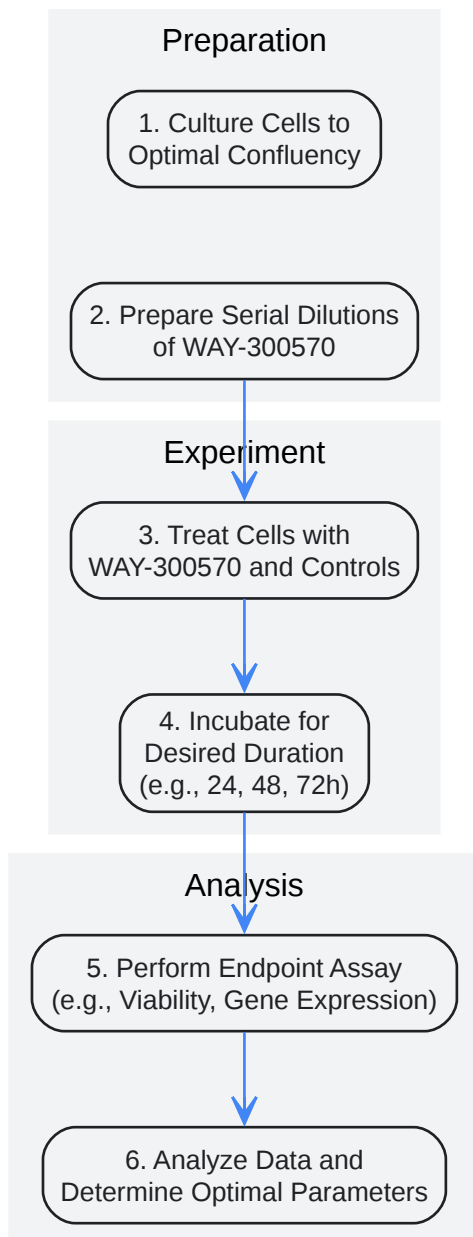 Preparation
1. Culture Cells to
Optimal Confluency
2. Prepare Serial Dilutions
of WAY-300570
Experiment
3. Treat Cells with
WAY-300570 and Controls
4. Incubate for
Desired Duration
(e.g., 24, 48, 72h)
Analysis
5. Perform Endpoint Assay
(e.g., Viability, Gene Expression)
6. Analyze Data and
Determine Optimal Parameters